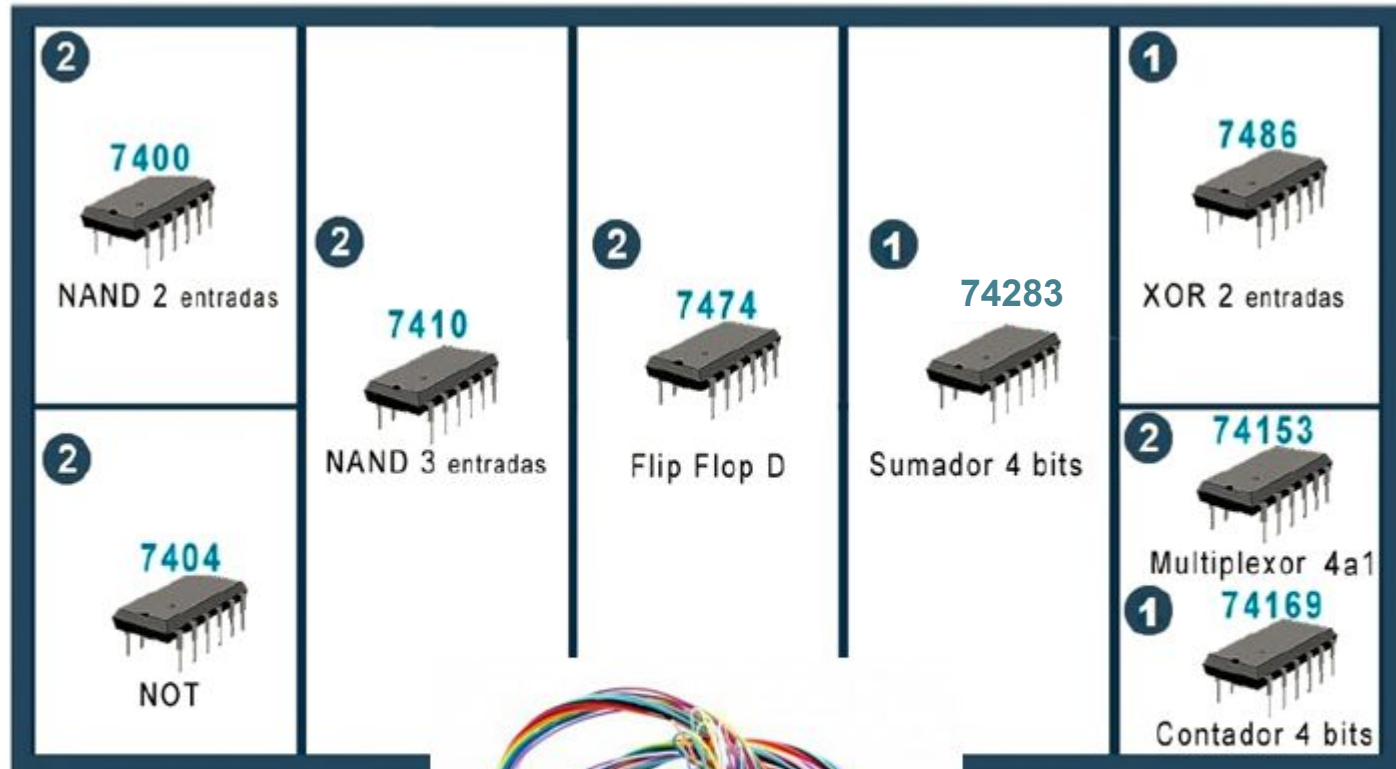 2
7400
NAND 2 entradas
2
7404
NOT
2
7410
NAND 3 entradas
2
7474
Flip Flop D
1
74283
Sumador 4 bits
1
7486
XOR 2 entradas
2
74153
Multiplexor 4a1
1
74169
Contador 4 bits